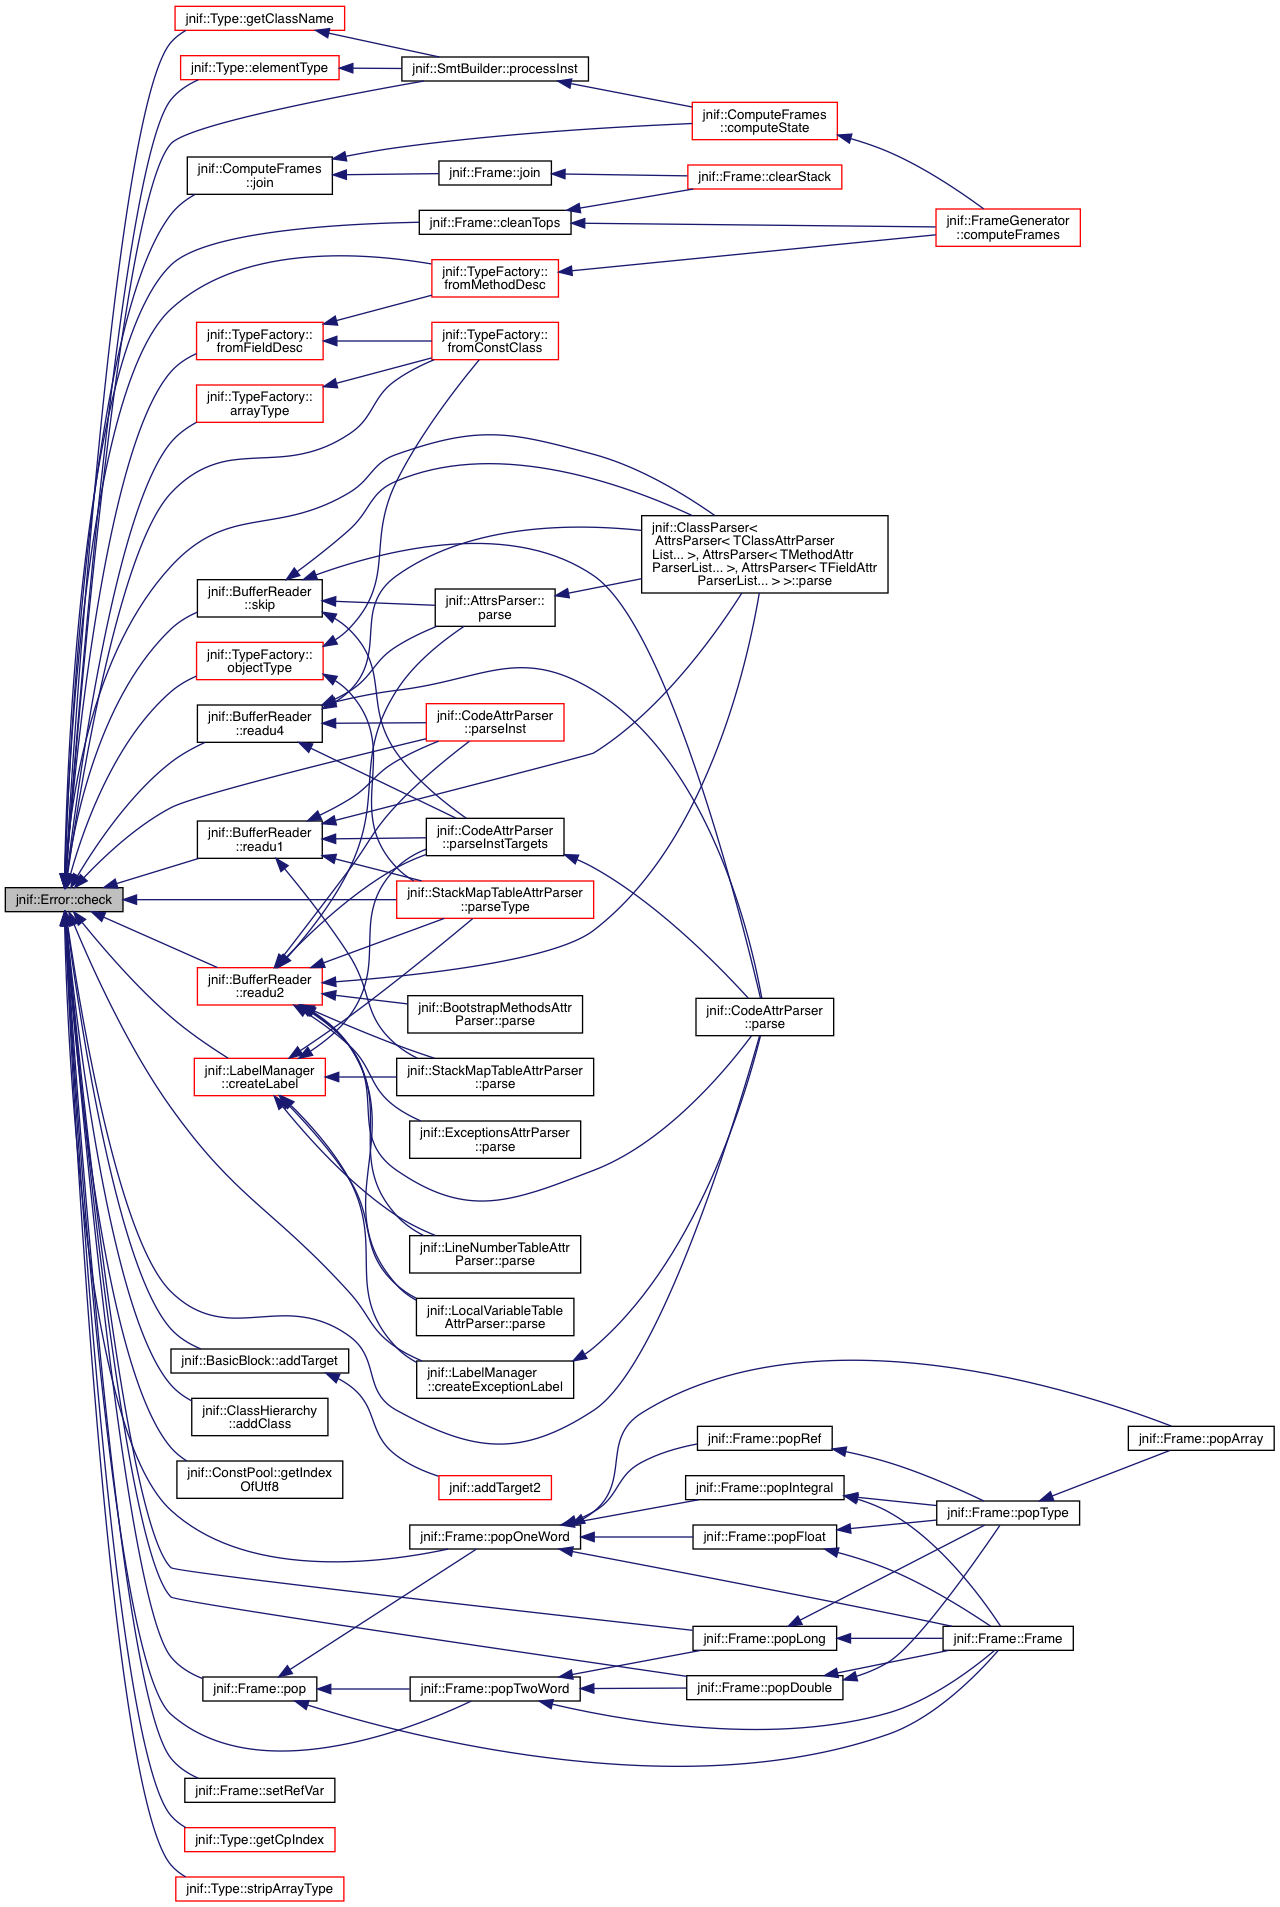 jnif::Type::getClassName
jnif::Type::elementType
jnif::SmtBuilder::processInst
jnif::ComputeFrames
::computeState
jnif::ComputeFrames
::join
jnif::Frame::join
jnif::Frame::clearStack
jnif::Frame::cleanTops
jnif::FrameGenerator
::computeFrames
jnif::TypeFactory::
fromMethodDesc
jnif::TypeFactory::
fromFieldDesc
jnif::TypeFactory::
fromConstClass
jnif::TypeFactory::
arrayType
jnif::ClassParser<
AttrsParser< TClassAttrParser
List... >, AttrsParser< TMethodAttr
ParserList... >, AttrsParser< TFieldAttr
ParserList... > >::parse
jnif::BufferReader
::skip
jnif::AttrsParser::
parse
jnif::TypeFactory::
objectType
jnif::BufferReader
::readu4
jnif::CodeAttrParser
::parseInst
jnif::BufferReader
::readu1
jnif::CodeAttrParser
::parseInstTargets
jnif::Error::check
jnif::StackMapTableAttrParser
::parseType
jnif::BufferReader
::readu2
jnif::BootstrapMethodsAttr
Parser::parse
jnif::CodeAttrParser
::parse
jnif::LabelManager
::createLabel
jnif::StackMapTableAttrParser
::parse
jnif::ExceptionsAttrParser
::parse
jnif::LineNumberTableAttr
Parser::parse
jnif::LocalVariableTable
AttrParser::parse
jnif::BasicBlock::addTarget
jnif::LabelManager
::createExceptionLabel
jnif::ClassHierarchy
::addClass
jnif::Frame::popRef
jnif::Frame::popArray
jnif::ConstPool::getIndex
OfUtf8
jnif::addTarget2
jnif::Frame::popIntegral
jnif::Frame::popType
jnif::Frame::popOneWord
jnif::Frame::popFloat
jnif::Frame::popLong
jnif::Frame::Frame
jnif::Frame::pop
jnif::Frame::popTwoWord
jnif::Frame::popDouble
jnif::Frame::setRefVar
jnif::Type::getCpIndex
jnif::Type::stripArrayType